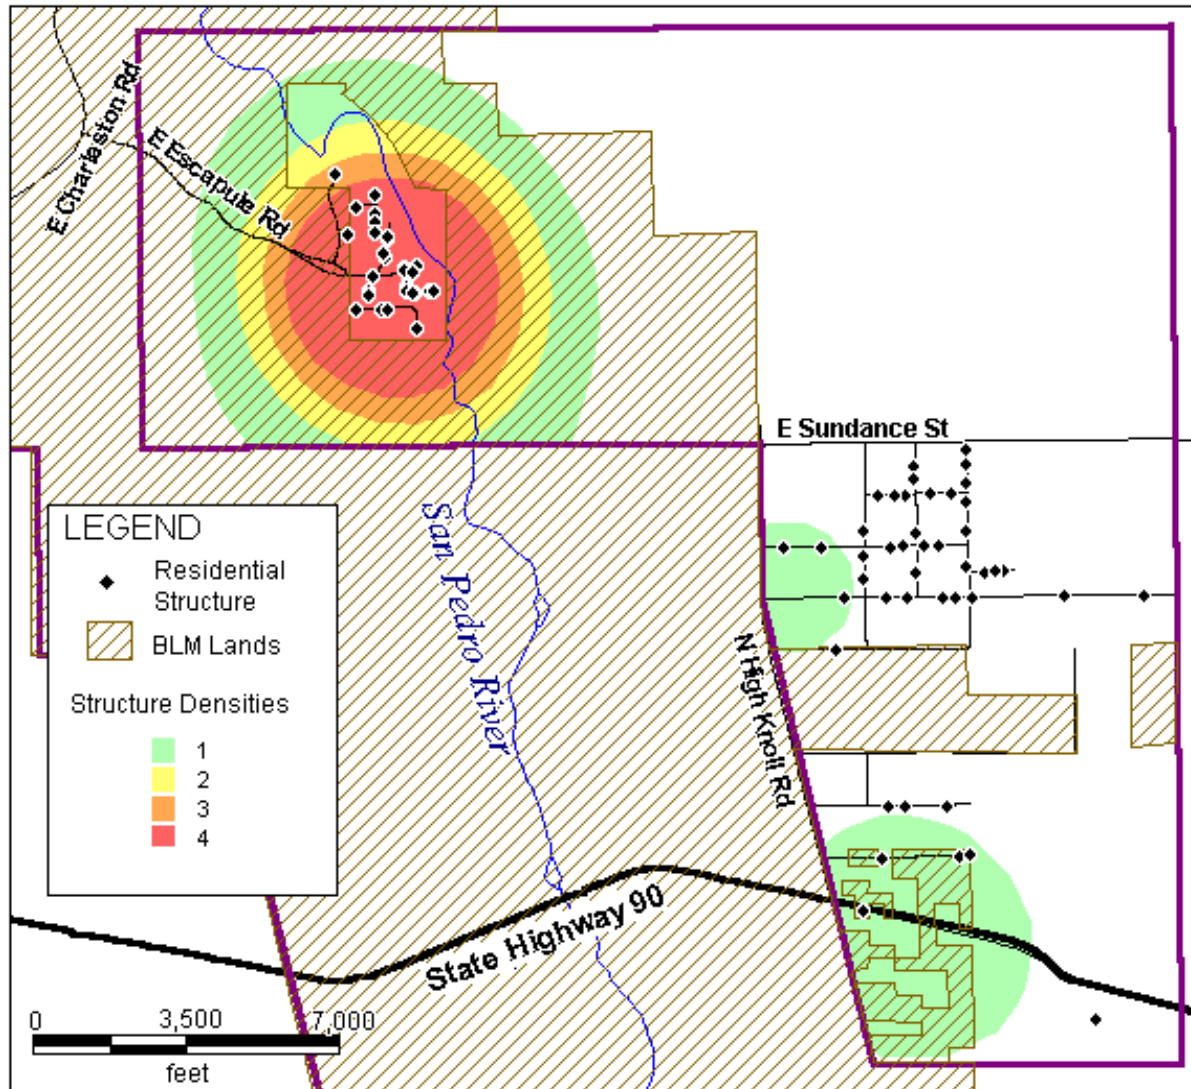 E Charleston Rd
E Escapule Rd
E Sundance St
San Pedro River
N High Knoll Rd
State Highway 90
LEGEND
Residential
Structure
BLM Lands
Structure Densities
1
2
3
4
0 3,500 7,000
feet